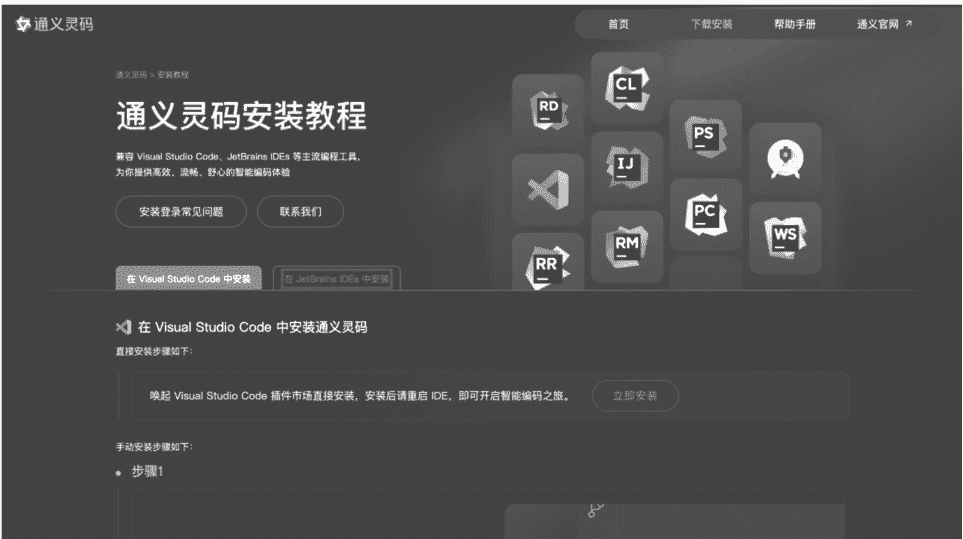 通义灵码
首页
下载安装
帮助手册
通义官网
通义灵码 > 安装教程
通义灵码安装教程
兼容 Visual Studio Code、JetBrains IDEs 等主流编程工具，
为你提供高效、流畅、舒心的智能编码体验
安装登录常见问题
联系我们
RD
CL
IJ
PS
PC
RM
RR
WS
在 Visual Studio Code 中安装
在 JetBrains IDEs 中安装
在 Visual Studio Code 中安装通义灵码
直接安装步骤如下：
唤起 Visual Studio Code 插件市场直接安装，安装后请重启 IDE，即可开启智能编码之旅。
立即安装
手动安装步骤如下：
步骤1